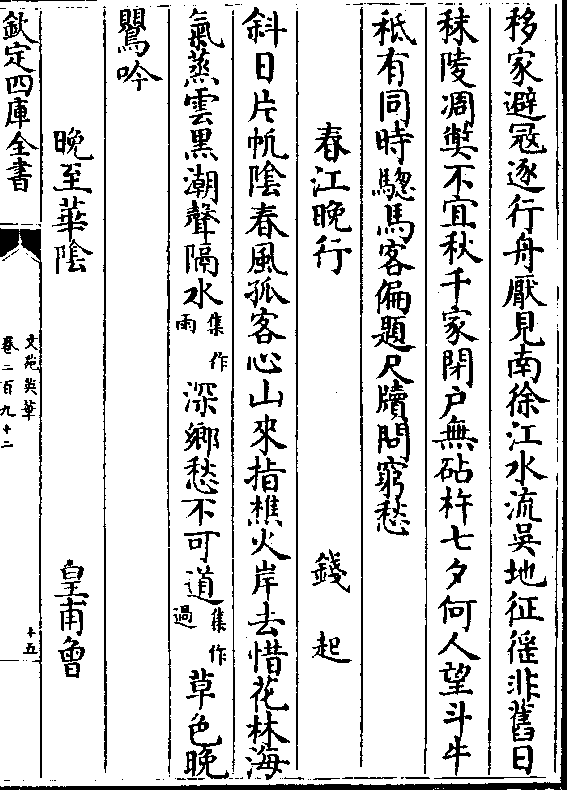 移家避冦逐行舟厭見南徐江水流吳地征徭非舊日
秣陵凋獘不宜秋千家閉户無砧杵七夕何人望斗牛
秖有同時驄馬客偏題尺牘問窮愁
春江晚行 錢起
斜日片帆陰春風孤客心山來指樵火岸去惜花林海
氣蒸雲黒潮聲隔水集作雨深鄉愁不可道集作過草色晚
鸎吟
晚至華陰 皇甫曾
欽定四庫全書
文苑英華
卷二百九十二
十五